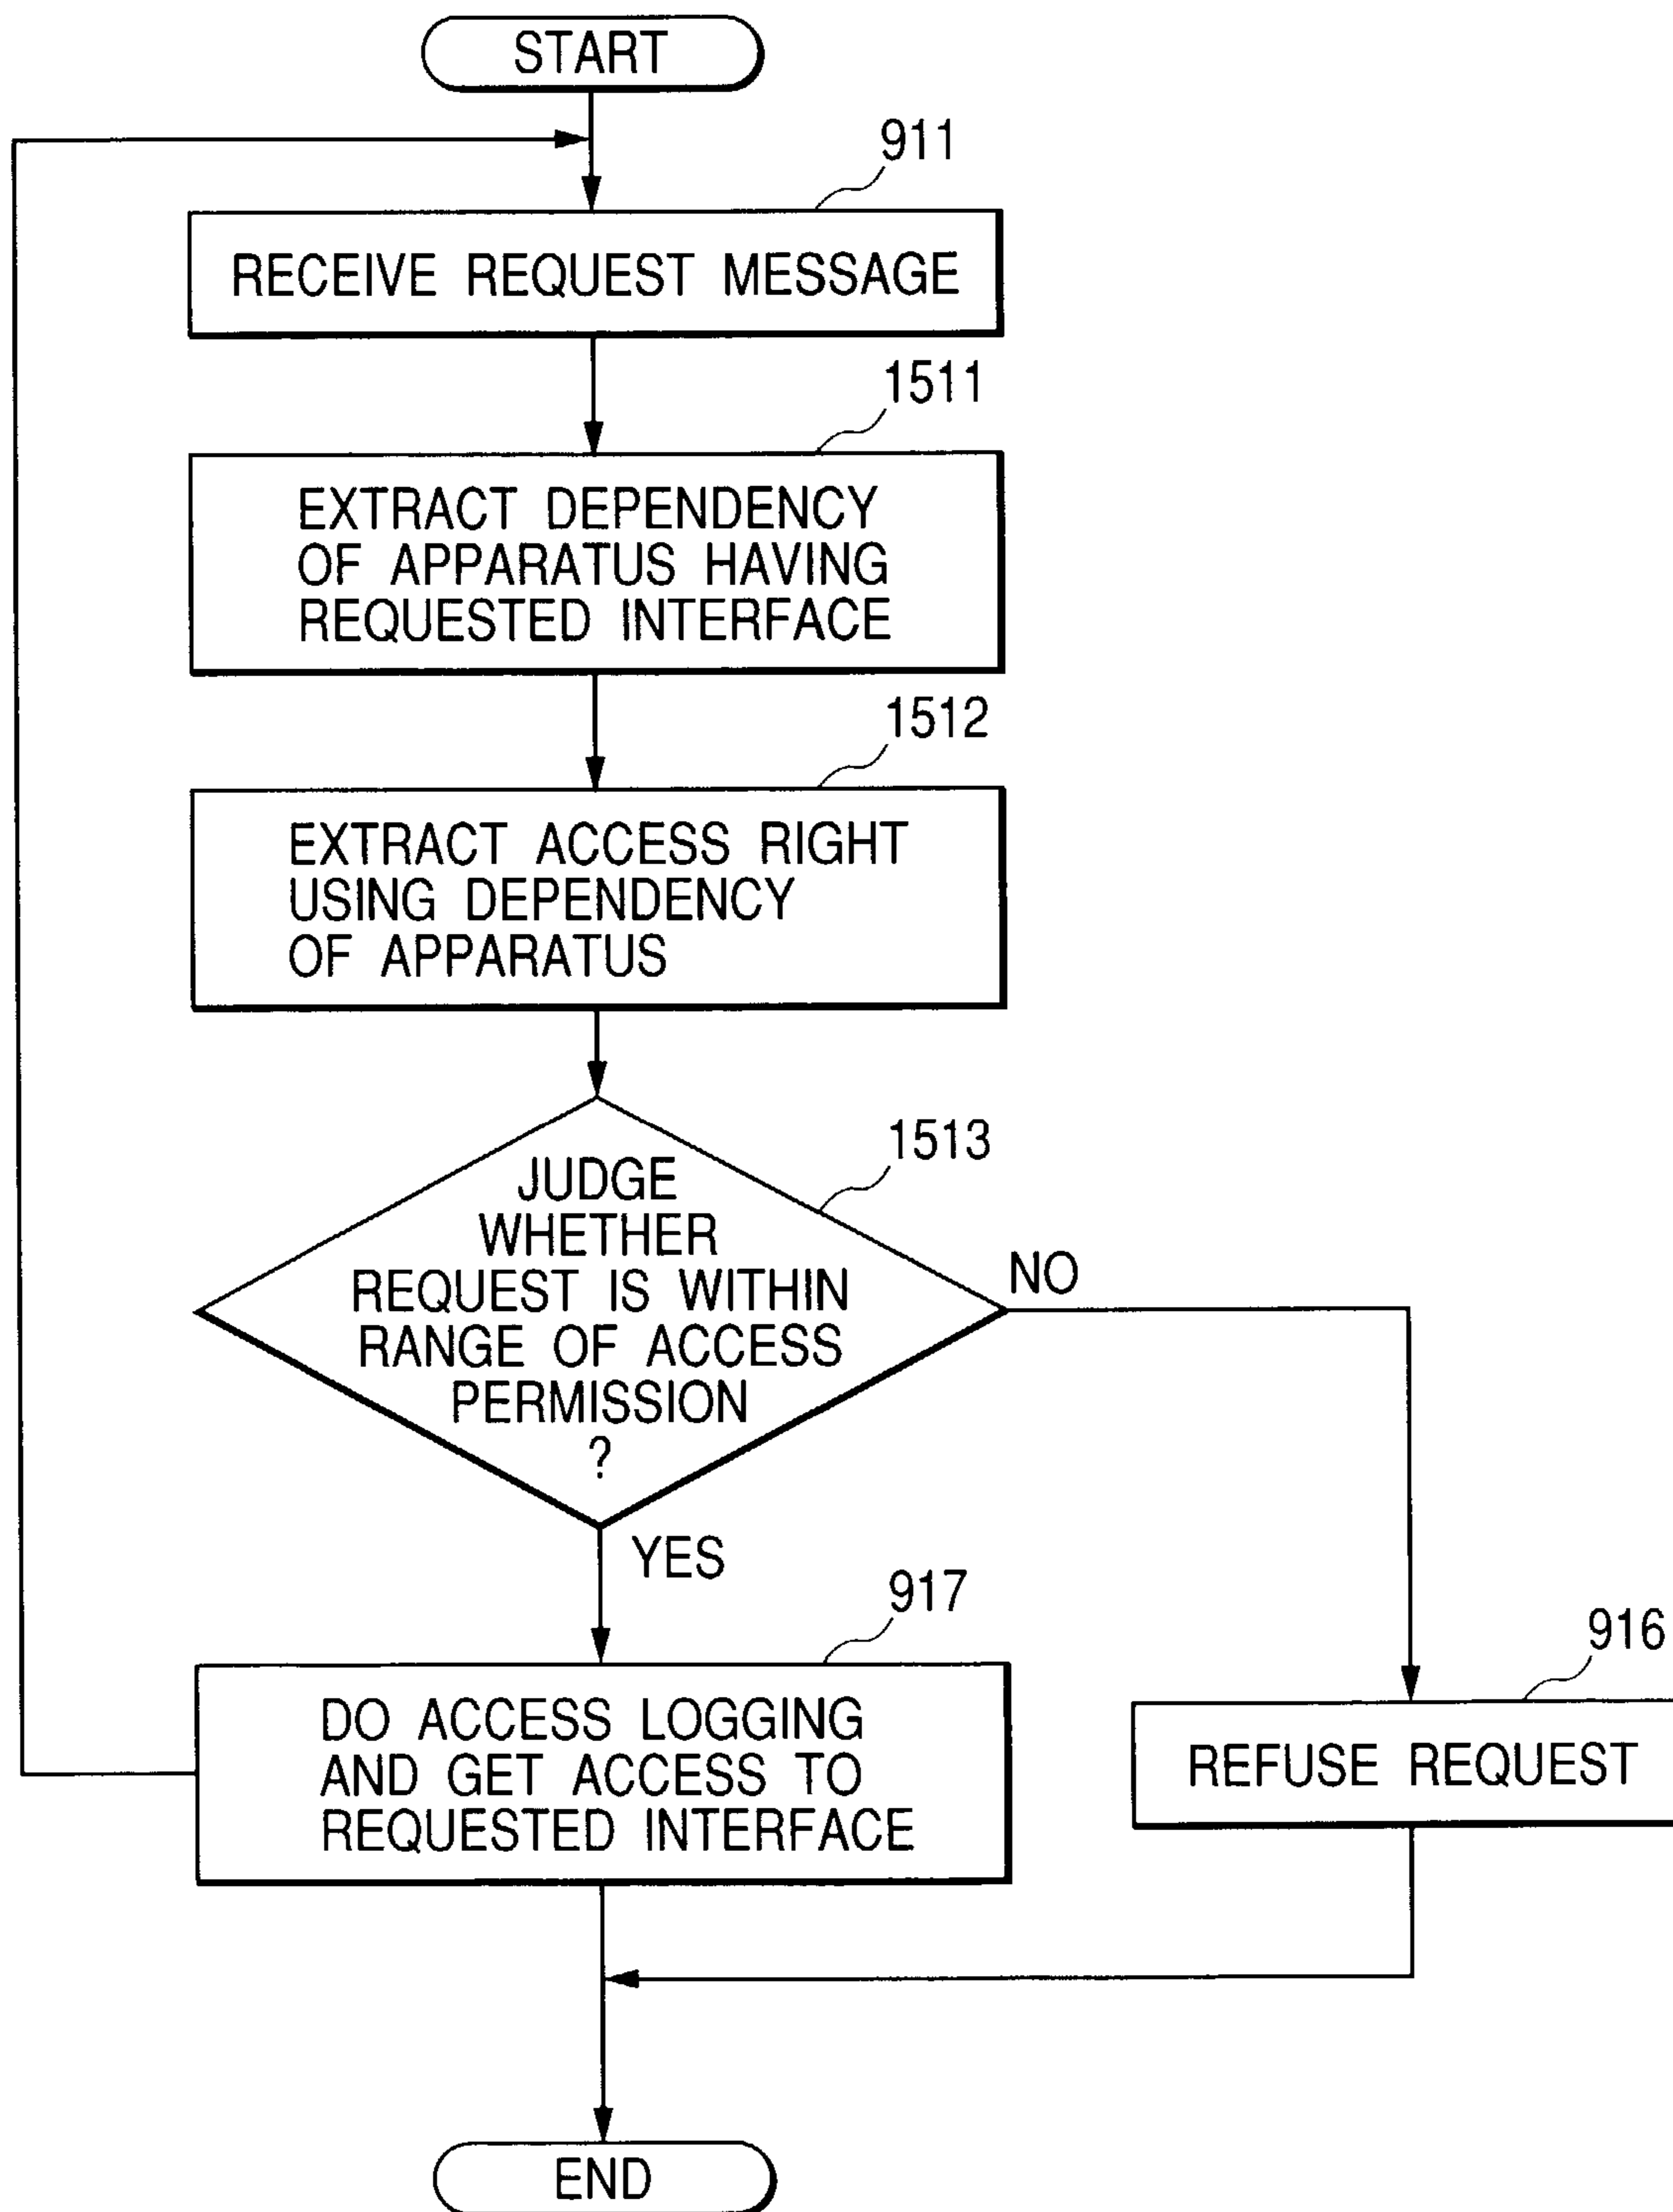 START
911
RECEIVE REQUEST MESSAGE
1511
EXTRACT DEPENDENCY
OF APPARATUS HAVING
REQUESTED INTERFACE
1512
EXTRACT ACCESS RIGHT
USING DEPENDENCY
OF APPARATUS
1513
JUDGE
WHETHER
REQUEST IS WITHIN
RANGE OF ACCESS
PERMISSION
?
NO
YES
917
DO ACCESS LOGGING
AND GET ACCESS TO
REQUESTED INTERFACE
916
REFUSE REQUEST
END